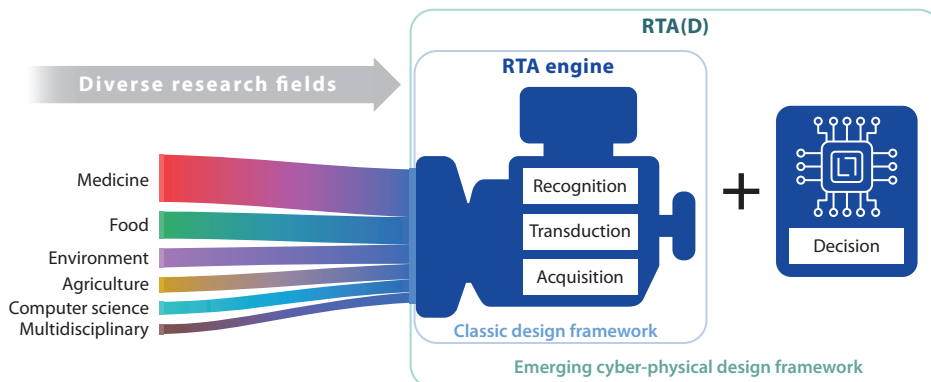 RTA(D)
RTA engine
Diverse research fields
Medicine
Food
Environment
Agriculture
Computer science
Multidisciplinary
Recognition
Transduction
Acquisition
+
Decision
Classic design framework
Emerging cyber-physical design framework